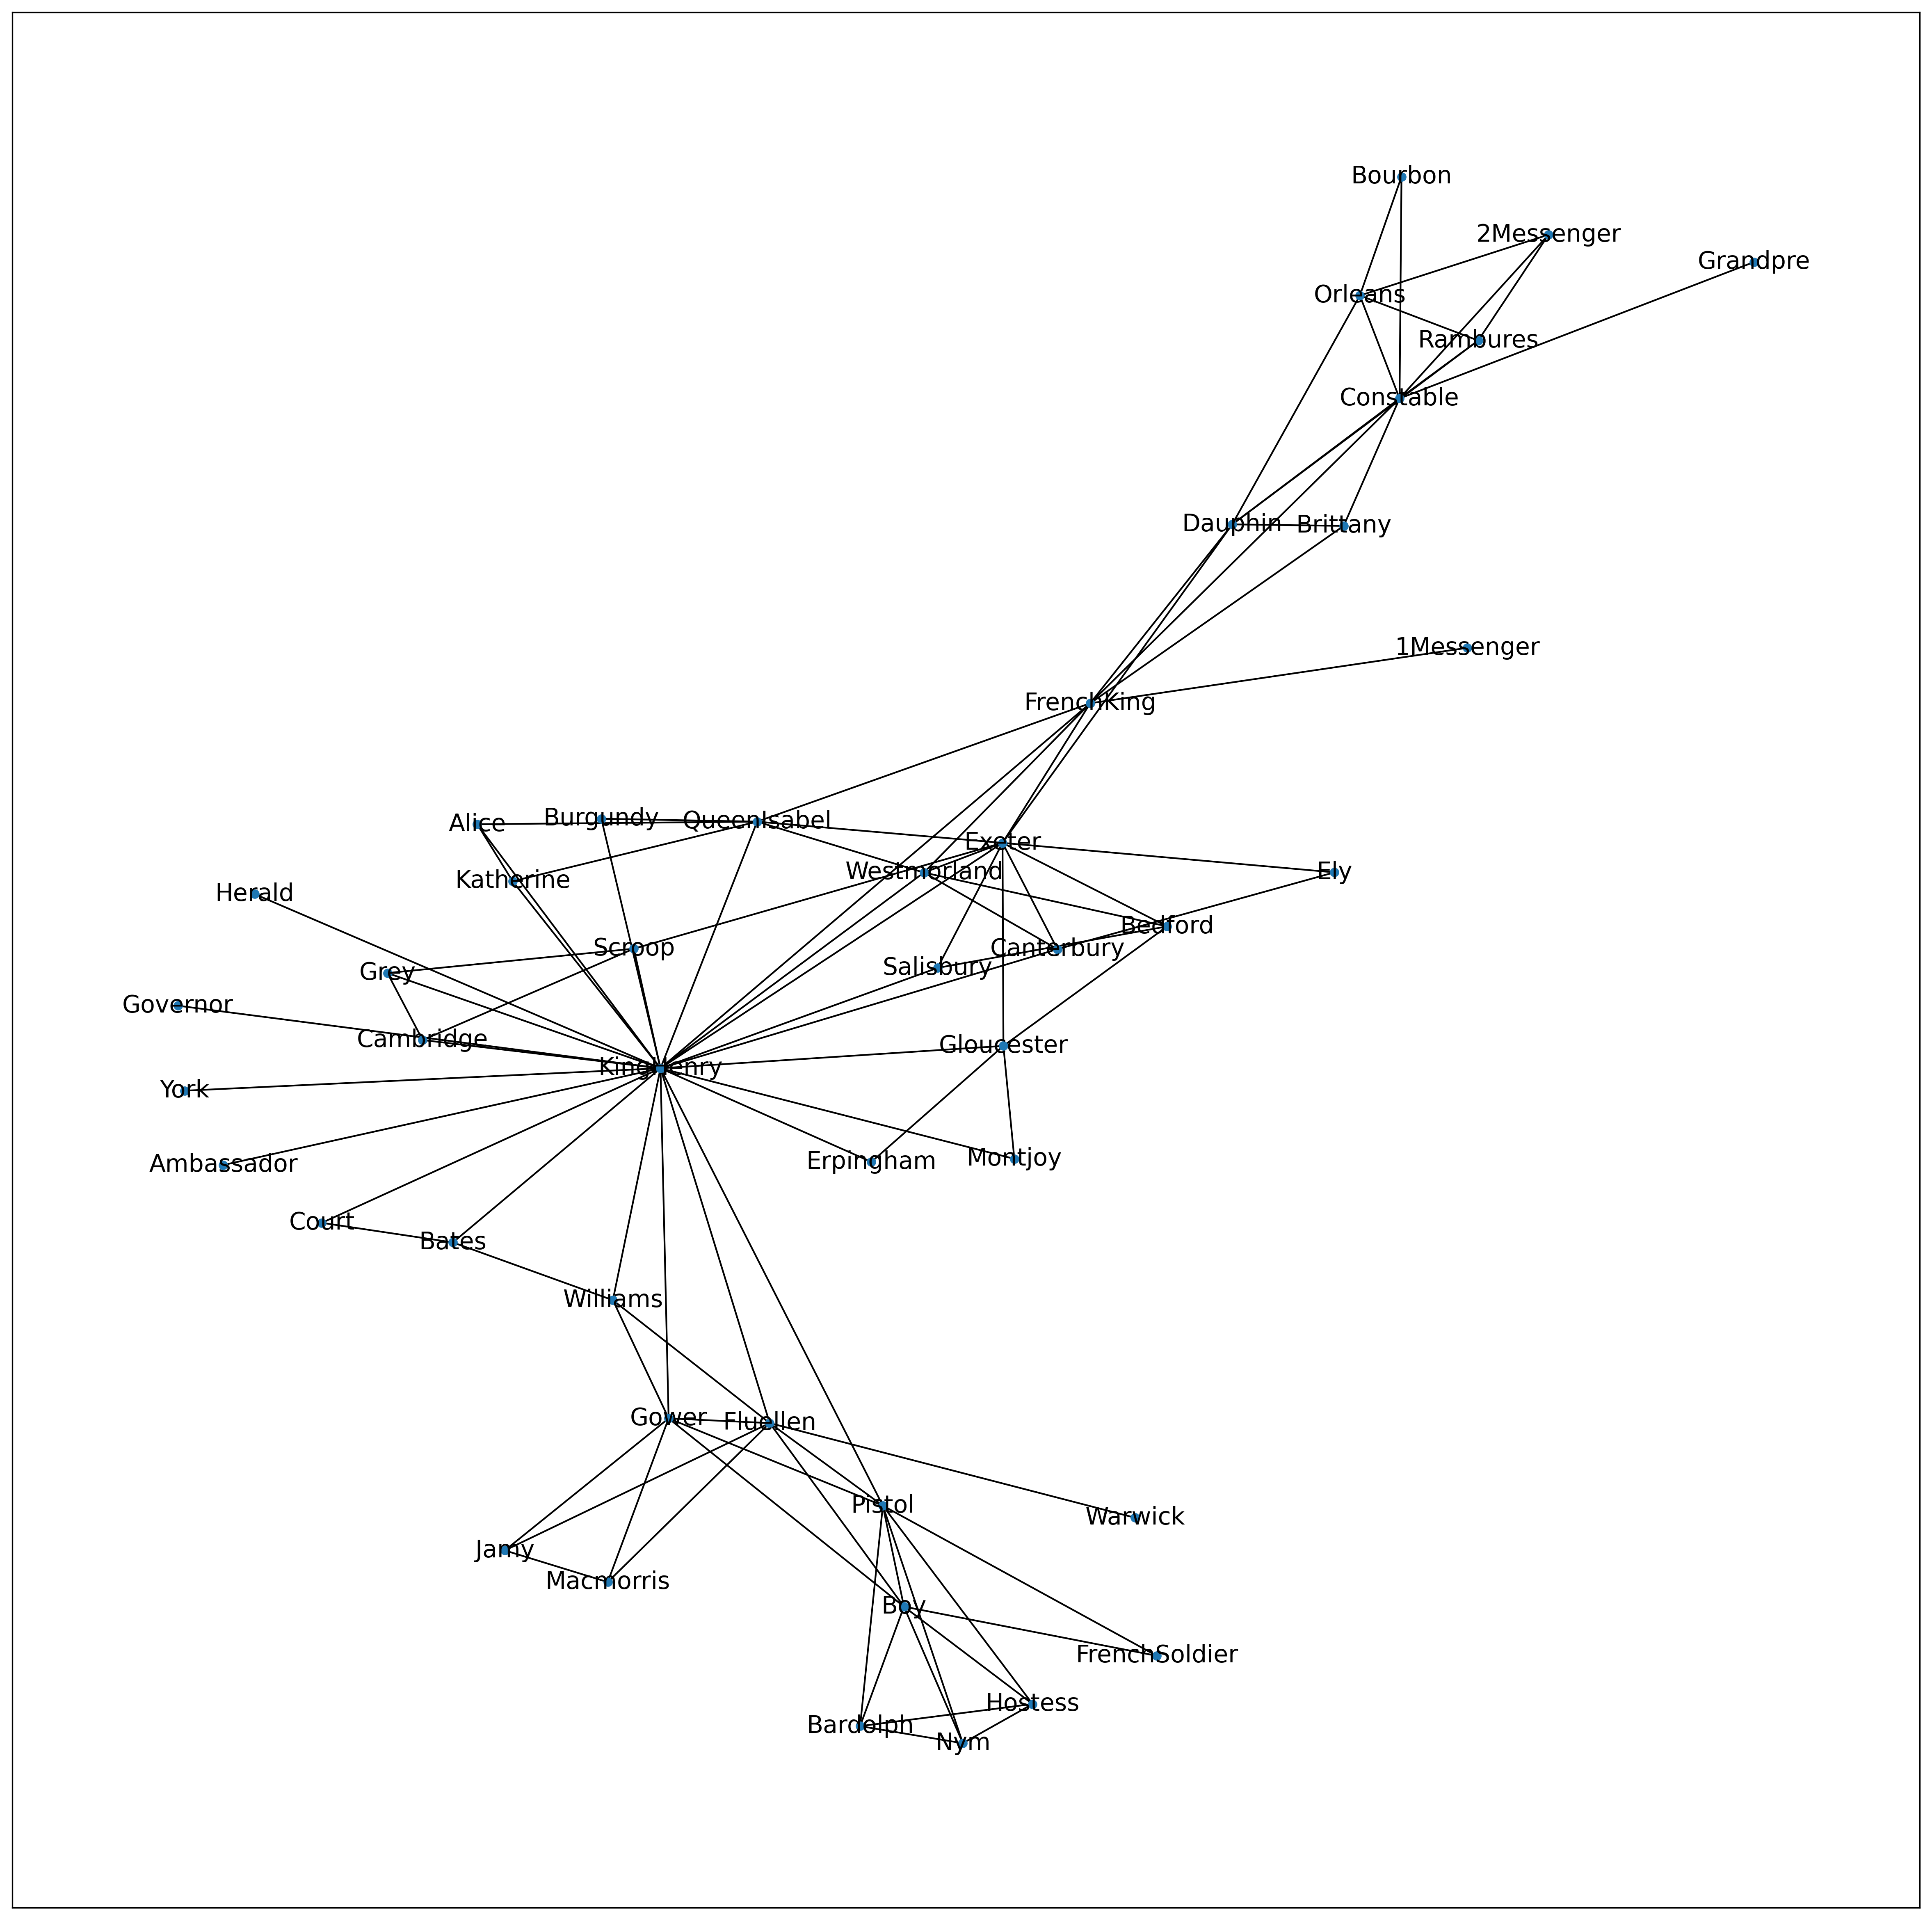 Bourbon
2Messenger
Grandpre
Orleans
Rambures
Constable
Dauphin
Brittany
1Messenger
FrenchKing
Alice
Burgundy
QueenIsabel
Exeter
Westmorland
Ely
Katherine
Herald
Bedford
Scroop
Canterbury
Salisbury
Grey
Governor
Cambridge
Gloucester
KingHenry
York
Ambassador
Erpingham
Montjoy
Court
Bates
Williams
Gower
Fluellen
Pistol
Warwick
Jamy
Macmorris
Boy
FrenchSoldier
Hostess
Bardolph
Nym